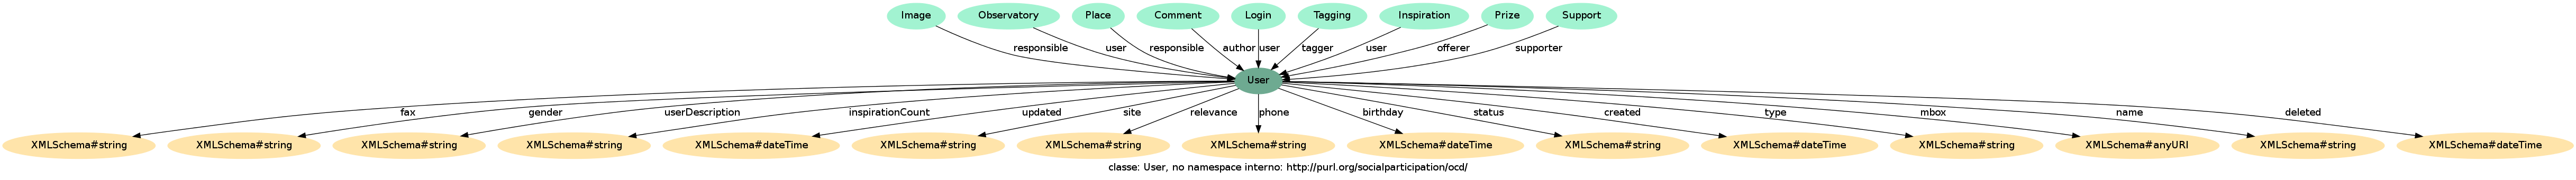 Image Observatory Place Comment Login Tagging Inspiration Prize Support
responsible user responsible author user tagger user offerer supporter
User
fax gender userDescription inspirationCount updated site relevance phone birthday status created type mbox name deleted
XMLSchema#string XMLSchema#string XMLSchema#string XMLSchema#string XMLSchema#dateTime XMLSchema#string XMLSchema#string XMLSchema#string XMLSchema#dateTime XMLSchema#string XMLSchema#dateTime XMLSchema#string XMLSchema#anyURI XMLSchema#string XMLSchema#dateTime
classe: User, no namespace interno: http://purl.org/socialparticipation/ocd/